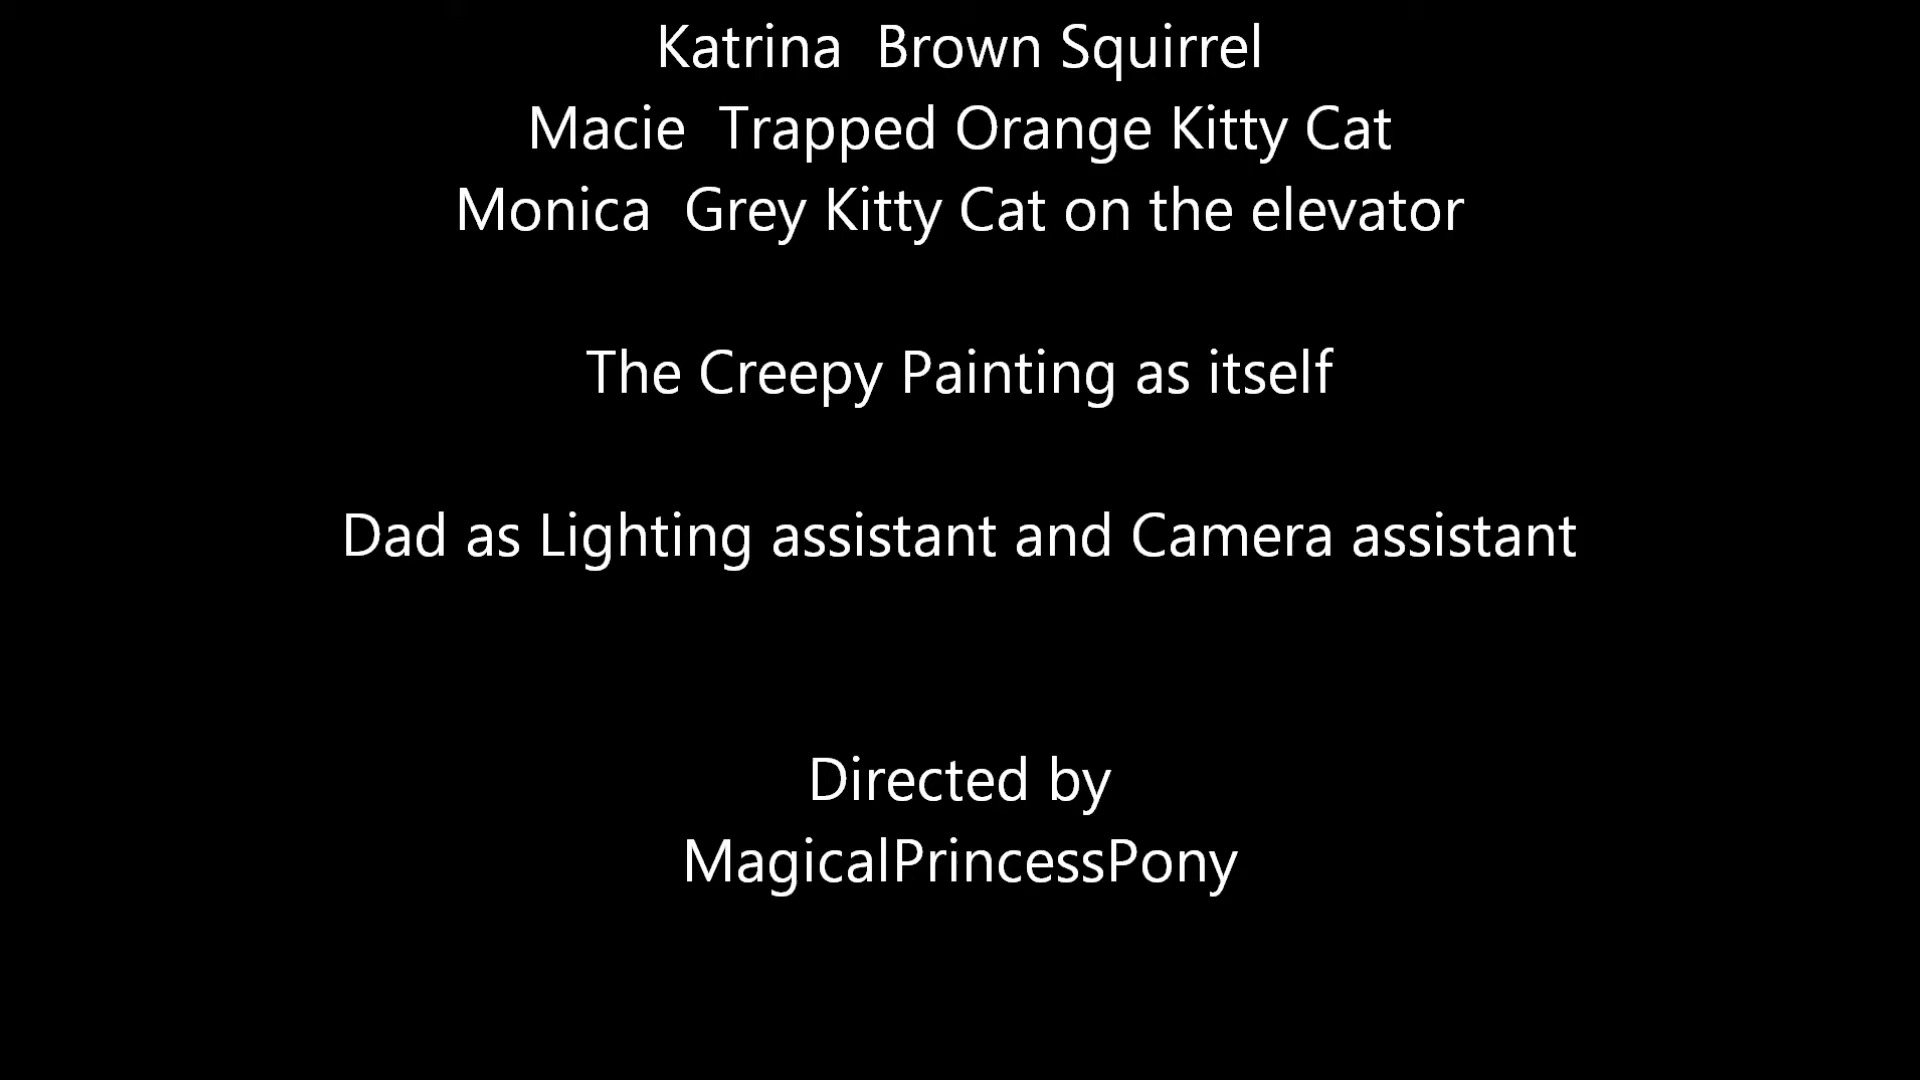 Katrina  Brown Squirrel
Macie  Trapped Orange Kitty Cat
Monica  Grey Kitty Cat on the elevator
The Creepy Painting as itself
Dad as Lighting assistant and Camera assistant
Directed by
MagicalPrincessPony